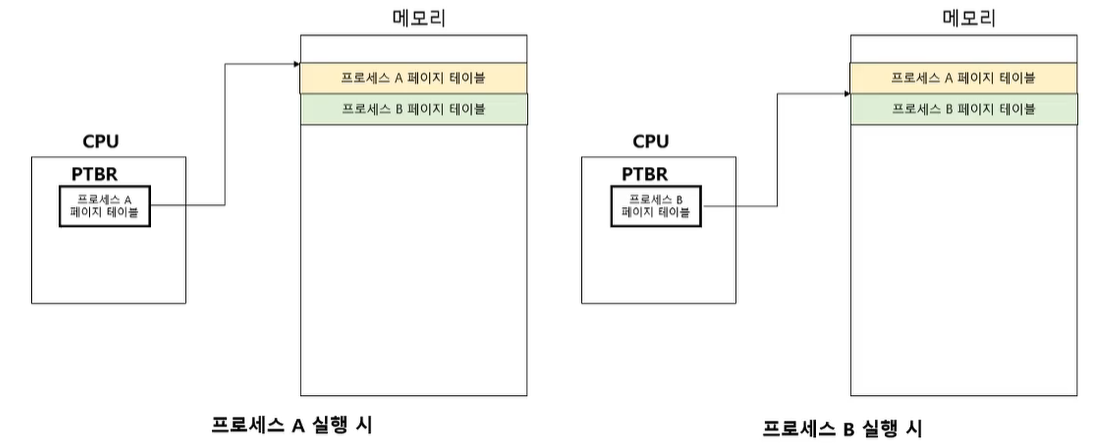 메모리
프로세스 A 페이지 테이블
프로세스 B 페이지 테이블
CPU
PTBR
프로세스 A
페이지 테이블
프로세스 A 실행 시
메모리
프로세스 A 페이지 테이블
프로세스 B 페이지 테이블
CPU
PTBR
프로세스 B
페이지 테이블
프로세스 B 실행 시